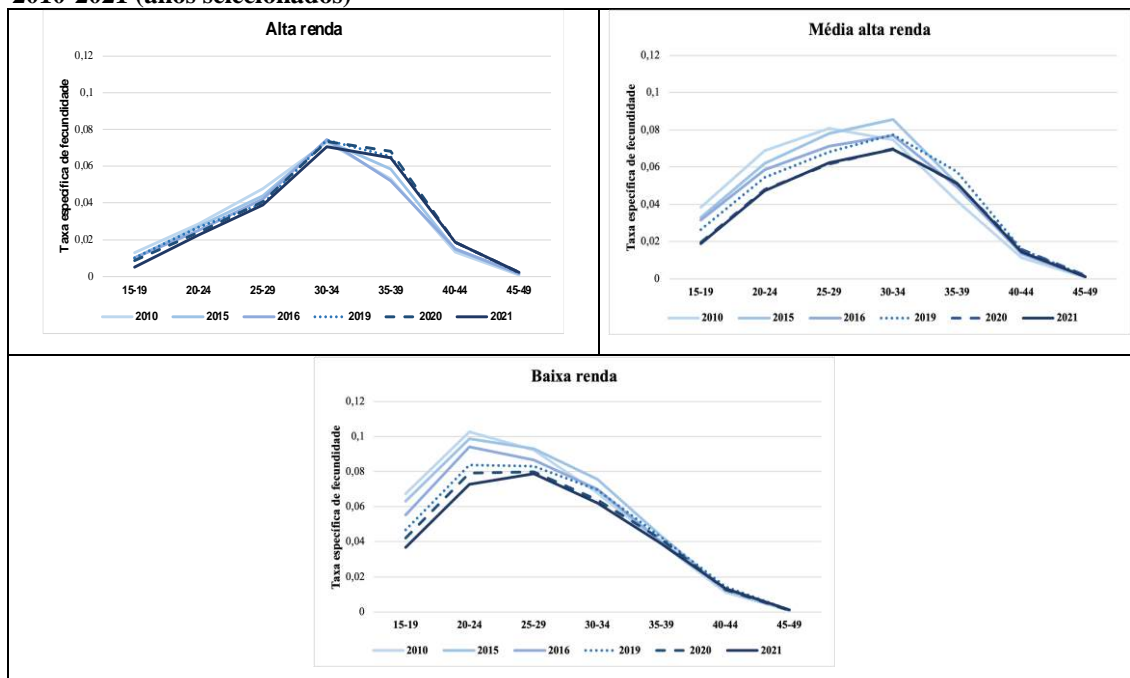 2010-2021 (anos selecionados)
Alta renda
Taxa específica de fecundidade
0,12
0,1
0,08
0,06
0,04
0,02
0
15-19 20-24 25-29 30-34 35-39 40-44 45-49
2010 2015 2016 2019 2020 2021
Média alta renda
Taxa específica de fecundidade
0,12
0,1
0,08
0,06
0,04
0,02
0
15-19 20-24 25-29 30-34 35-39 40-44 45-49
2010 2015 2016 2019 2020 2021
Baixa renda
Taxa específica de fecundidade
0,12
0,1
0,08
0,06
0,04
0,02
0
15-19 20-24 25-29 30-34 35-39 40-44 45-49
2010 2015 2016 2019 2020 2021